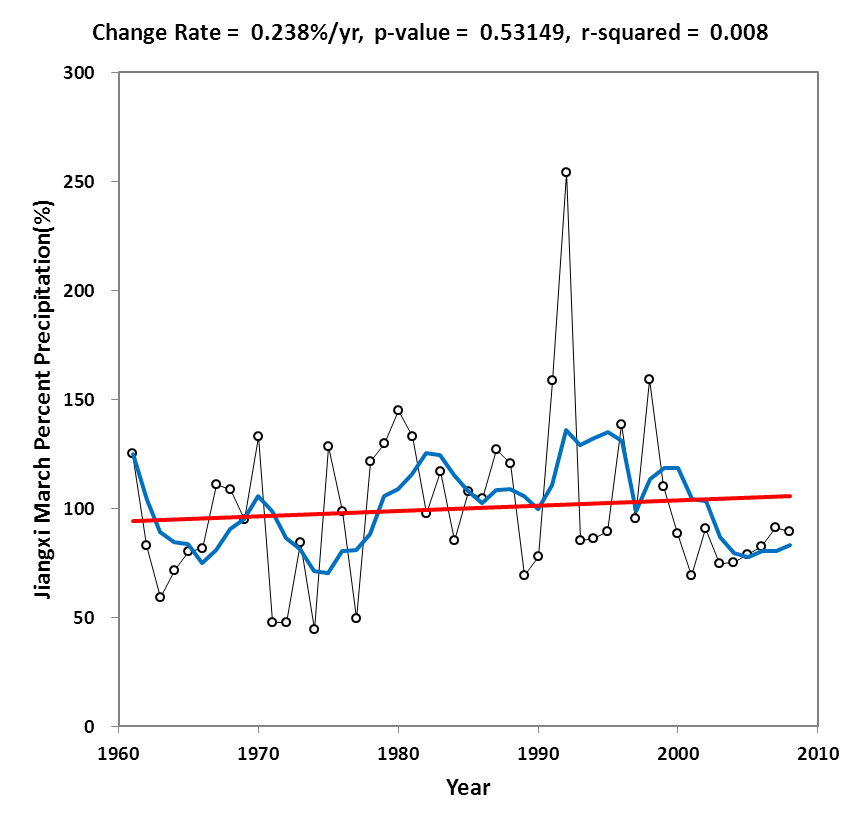 Change Rate = 0.238%/yr, p-value = 0.53149, r-squared = 0.008
300
250
200
150
100
50
0
Jiangxi March Percent Precipitation(%)
1960 1970 1980 1990 2000 2010
Year